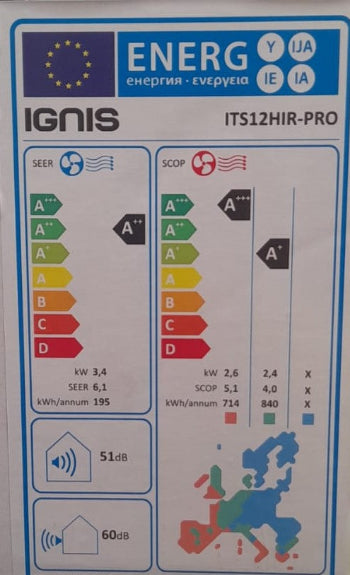 ENERG Y IJA
енергия · ενεργεια IE IA
IGNIS ITS12HIR-PRO
SEER
A+++
A++
A+
A
B
C
D
A++
kW 3,4
SEER 6,1
kWh/annum 195
SCOP
A+++
A++
A+
A
B
C
D
A+++
A+
kW 2,6 2,4 X
SCOP 5,1 4,0 X
kWh/annum 714 840 X
51dB
60dB